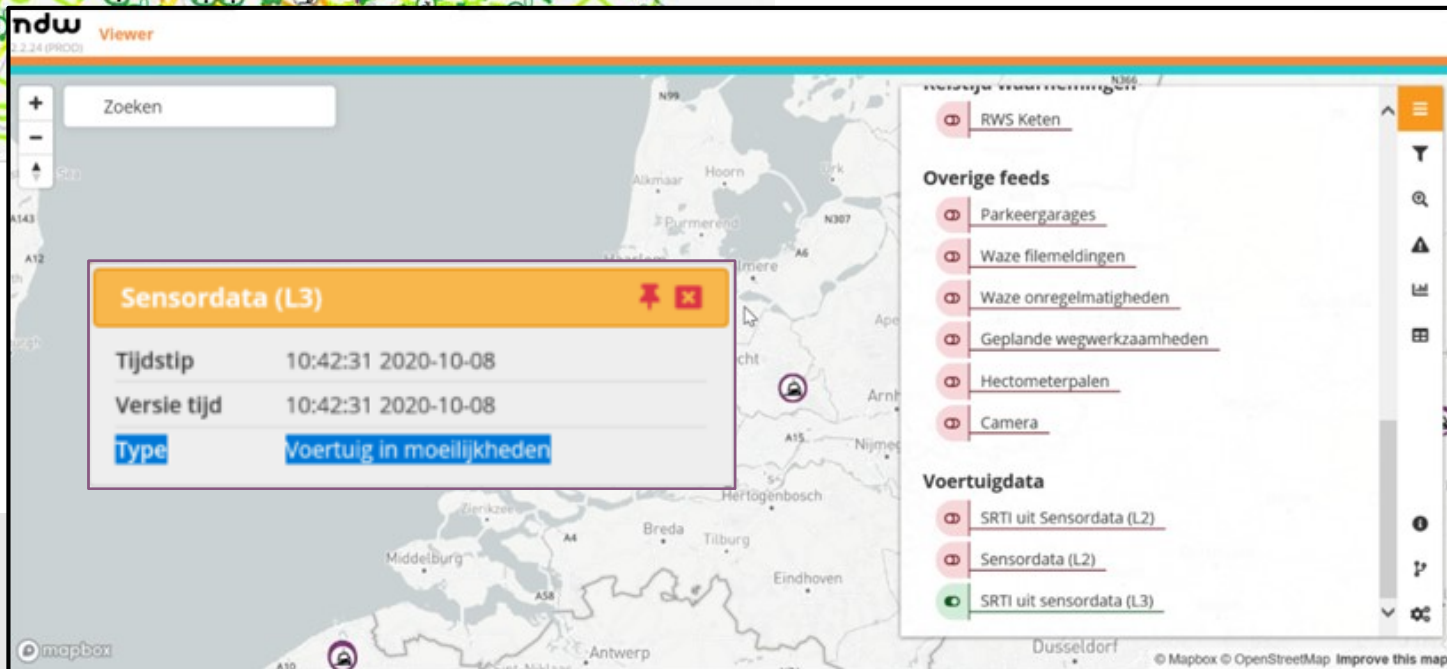 ndw
2.2.24 (PROD)
Viewer
Zoeken
N366
N99
Hoorn
Urk
Alkmaar
Purmerend
N307
A6
A143
A12
Sensordata (L3)
Tijdstip 10:42:31 2020-10-08
Versie tijd 10:42:31 2020-10-08
Type Voertuig in moeilijkheden
A15
Zierikzee
Middelburg
A4
Breda
Tilburg
Eindhoven
A58
Antwerp
A10
Dusseldorf
mapbox
Reistijd waarnemingen
RWS Keten
Overige feeds
Parkeergarages
Waze filemeldingen
Waze onregelmatigheden
Geplande wegwerkzaamheden
Hectometerpalen
Camera
Voertuigdata
SRTI uit Sensordata (L2)
Sensordata (L2)
SRTI uit sensordata (L3)
© Mapbox © OpenStreetMap Improve this map